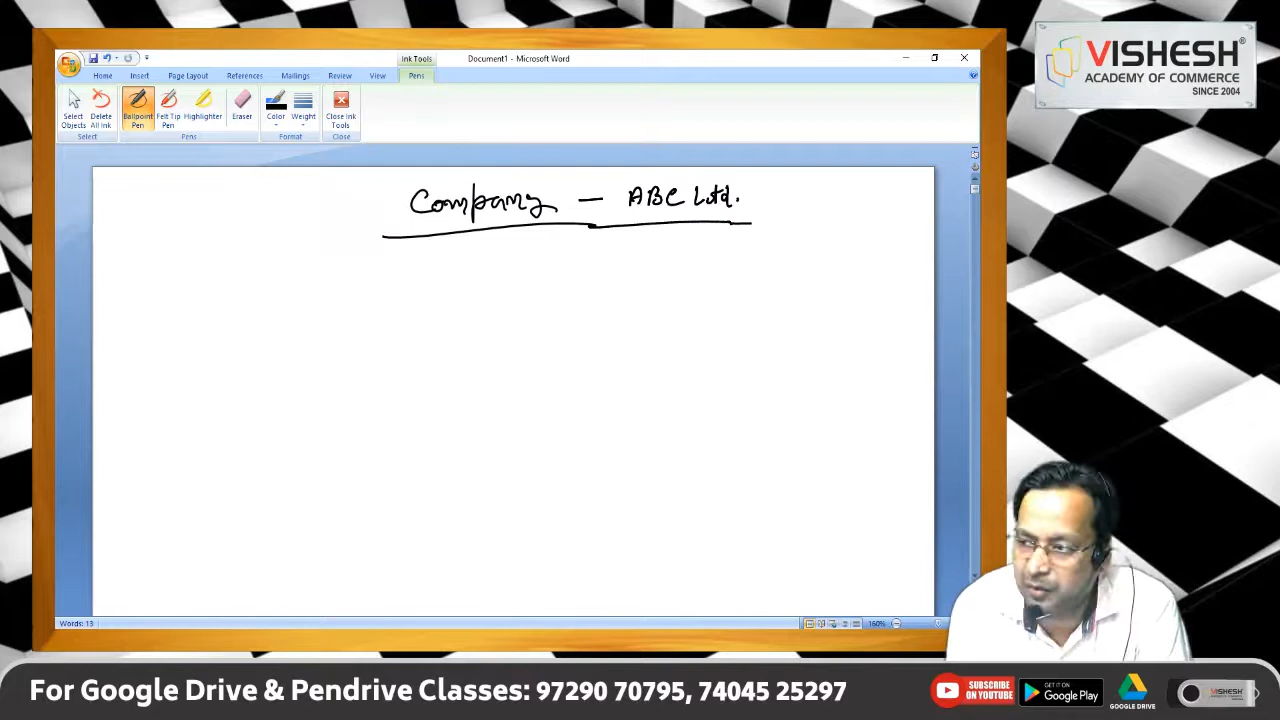 VISHESH®
ACADEMY OF COMMERCE
SINCE 2004
Ink Tools
Document1 - Microsoft Word
Home Insert Page Layout References Mailings Review View Pens
Select Objects
Delete All Ink
Ballpoint Pen
Felt Tip Pen
Highlighter
Eraser
Color
Weight
Close Ink Tools
Select Pens Format Close
Company — ABC Ltd.
Words: 13
160%
For Google Drive & Pendrive Classes: 97290 70795, 74045 25297
SUBSCRIBE
ON YOUTUBE
GET IT ON
Google Play
GOOGLE DRIVE